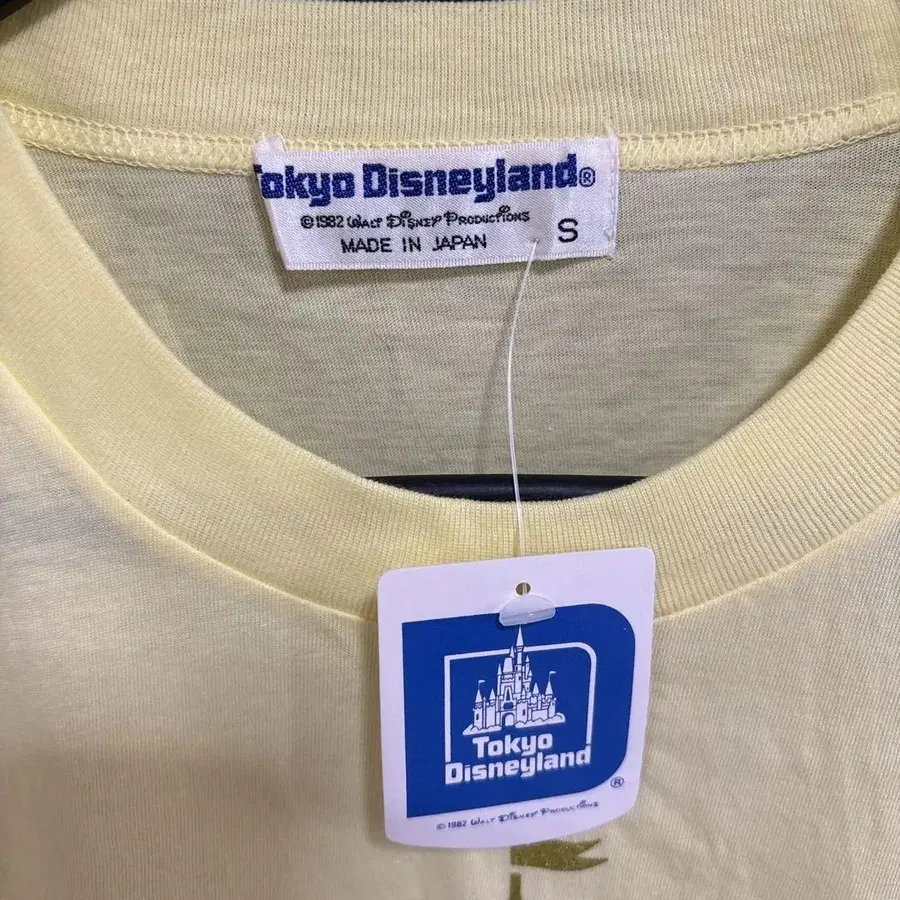 Tokyo Disneyland®
©1982 Walt Disney Productions
MADE IN JAPAN
S
Tokyo
Disneyland
®
© 1982 Walt Disney Productions